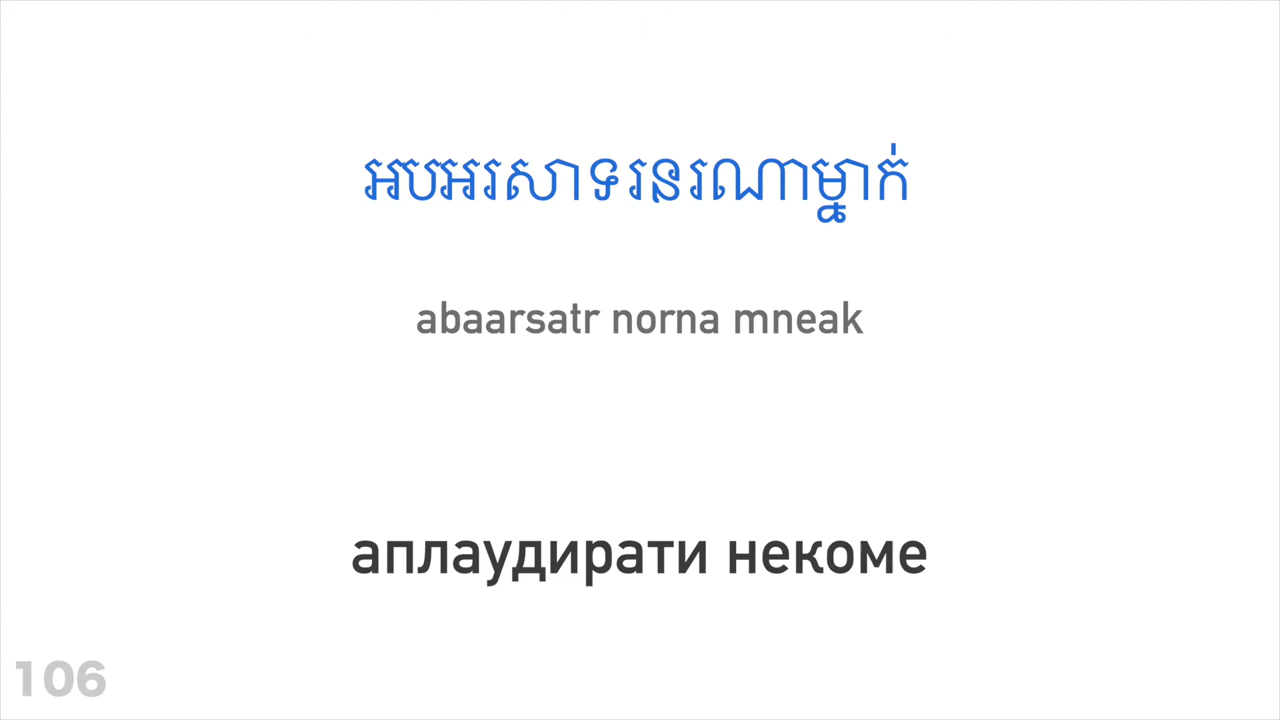 អបអរសាទរនរណាម្នាក់
abaarsatr norna mneak
аплаудирати некоме
106